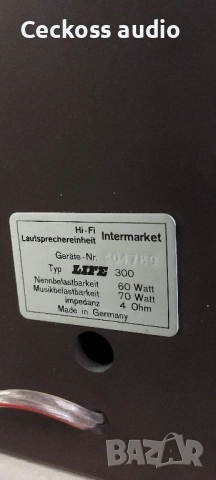 Ceckoss audio
Hi-Fi
Lautsprechereinheit Intermarket
Geräte-Nr.
Typ LIFE 300
Nennbelastbarkeit 60 Watt
Musikbelastbarkeit 70 Watt
impedanz 4 Ohm
Made in Germany
BAZAR